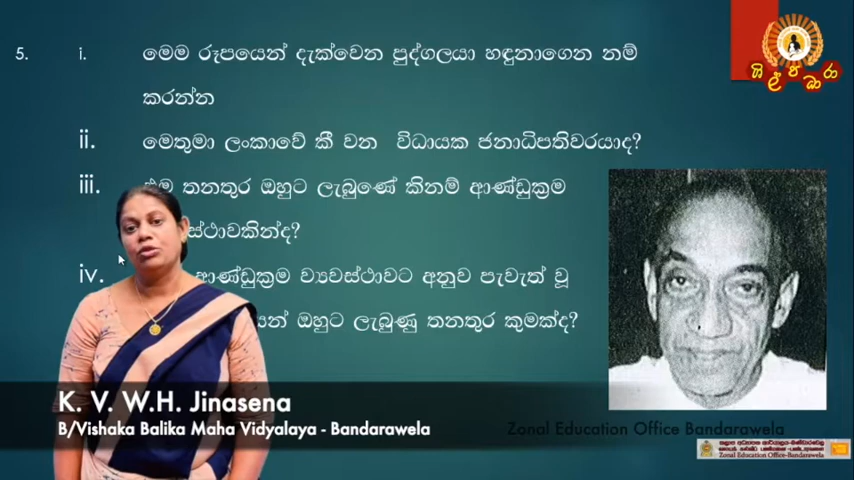 5. i. මෙම රූපයෙන් දැක්වෙන පුද්ගලයා හඳුනාගෙන නම්
කරන්න
ii. මෙතුමා ලංකාවේ කී වන විධායක ජනාධිපතිවරයාද?
iii. එම තනතුර ඔහුට ලැබුණේ කිනම් ආණ්ඩුක්‍රම
ස්ථාවකින්ද?
iv. ආණ්ඩුක්‍රම ව්‍යවස්ථාවට අනුව පැවැත් වූ
යෙන් ඔහුට ලැබුණු තනතුර කුමක්ද?
ශිල්ප භාරා
K. V. W.H. Jinasena
B/Vishaka Balika Maha Vidyalaya - Bandarawela
Zonal Education Office Bandarawela
Zonal Education Office-Bandarawela